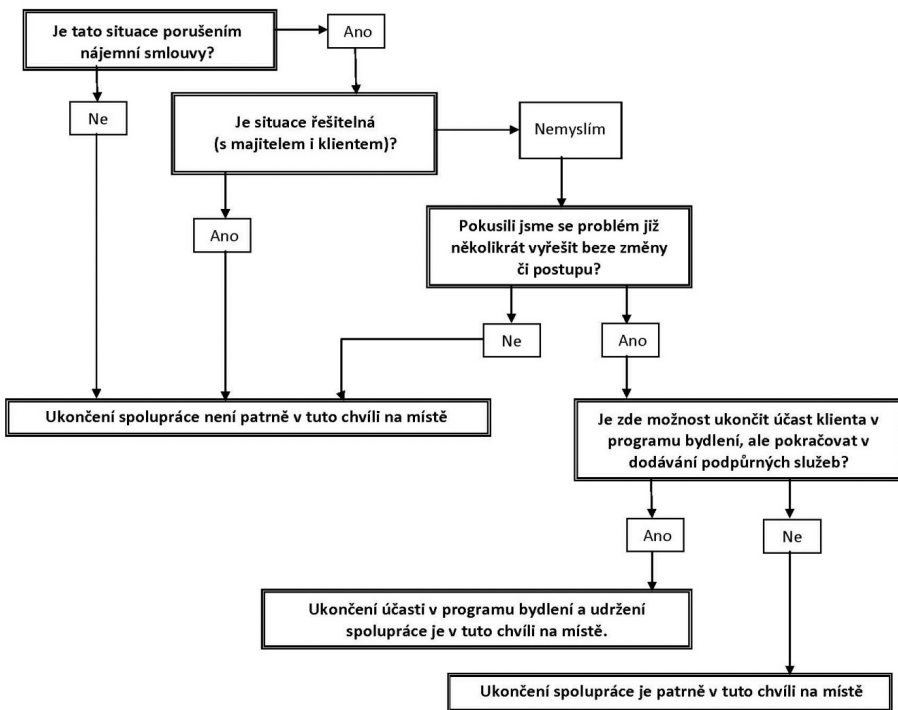 Je tato situace porušením
nájemní smlouvy?
Ano
Ne
Je situace řešitelná
(s majitelem i klientem)?
Nemyslím
Ano
Pokusili jsme se problém již
několikrát vyřešit beze změny
či postupu?
Ne
Ano
Ukončení spolupráce není patrně v tuto chvíli na místě
Je zde možnost ukončit účast klienta v
programu bydlení, ale pokračovat v
dodávání podpůrných služeb?
Ano
Ne
Ukončení účasti v programu bydlení a udržení
spolupráce je v tuto chvíli na místě.
Ukončení spolupráce je patrně v tuto chvíli na místě